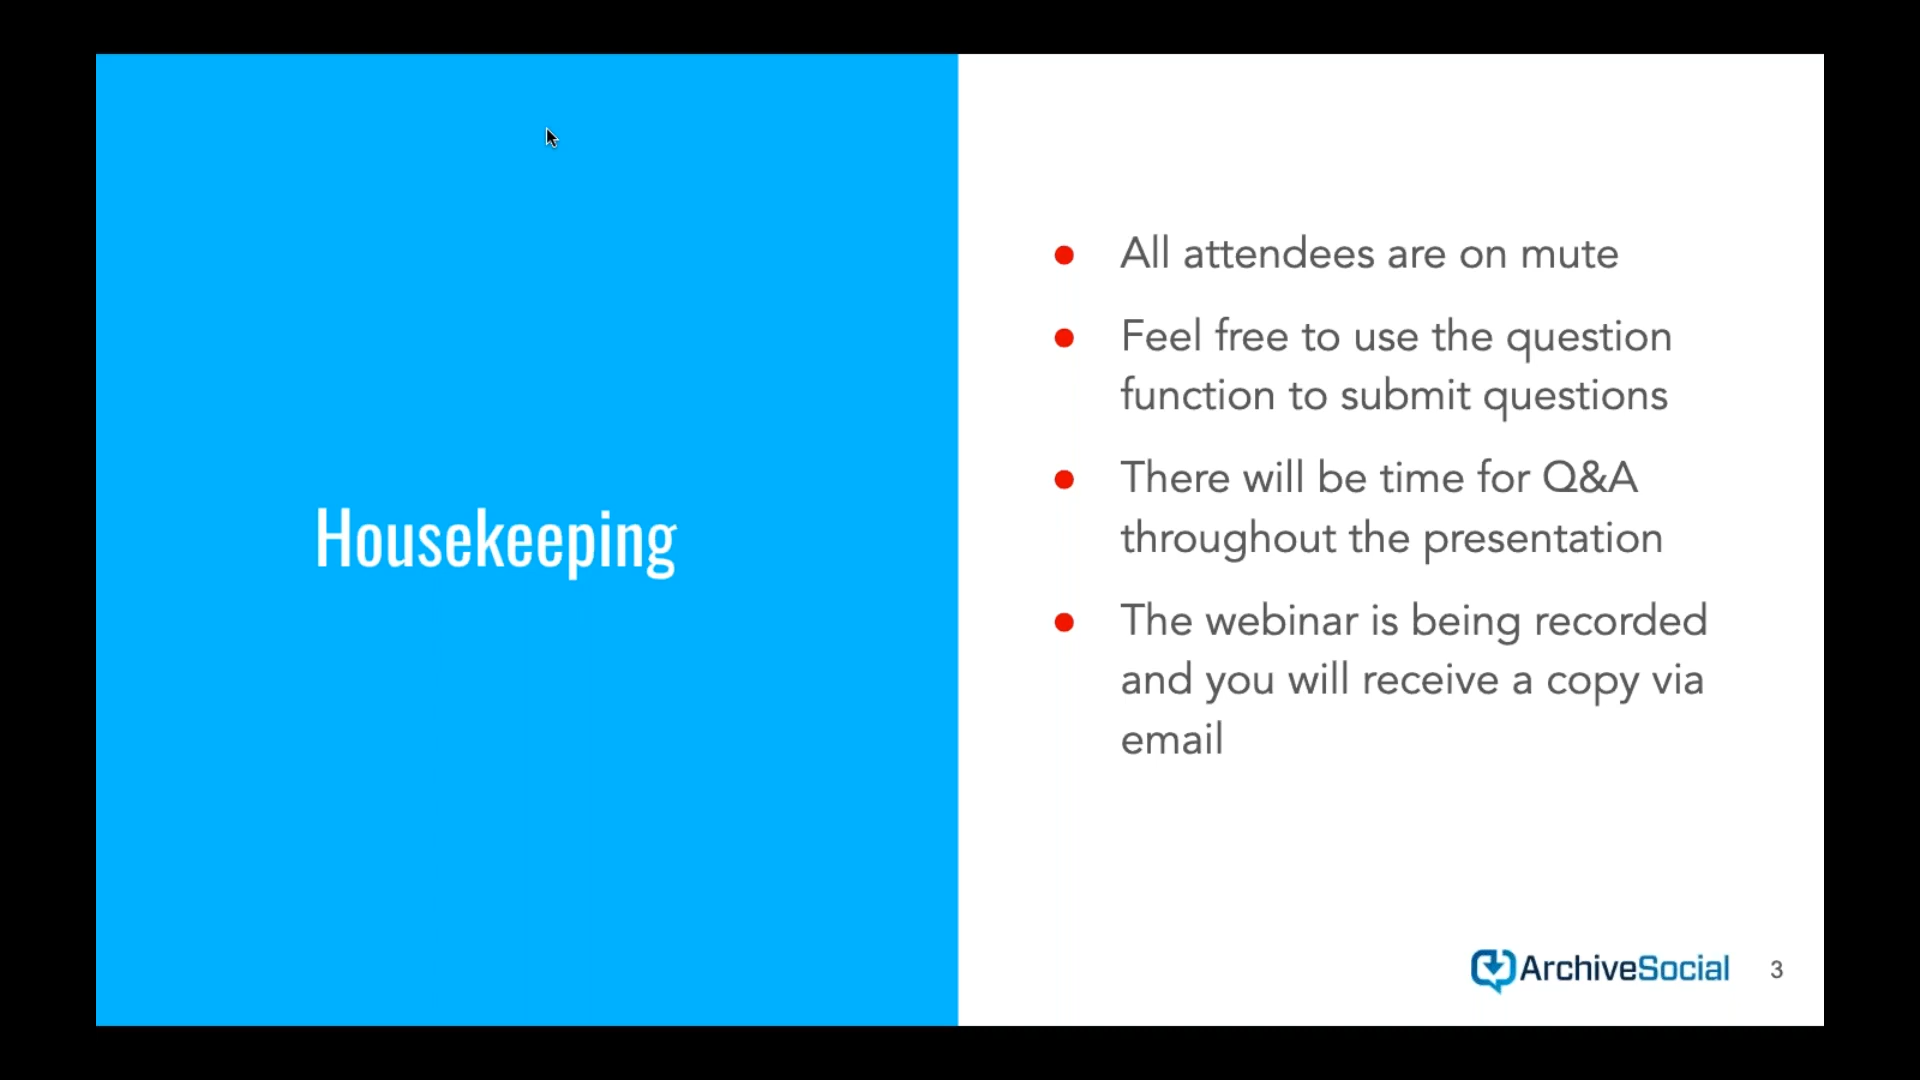 Housekeeping
All attendees are on mute
Feel free to use the question
function to submit questions
There will be time for Q&A
throughout the presentation
The webinar is being recorded
and you will receive a copy via
email
ArchiveSocial
3